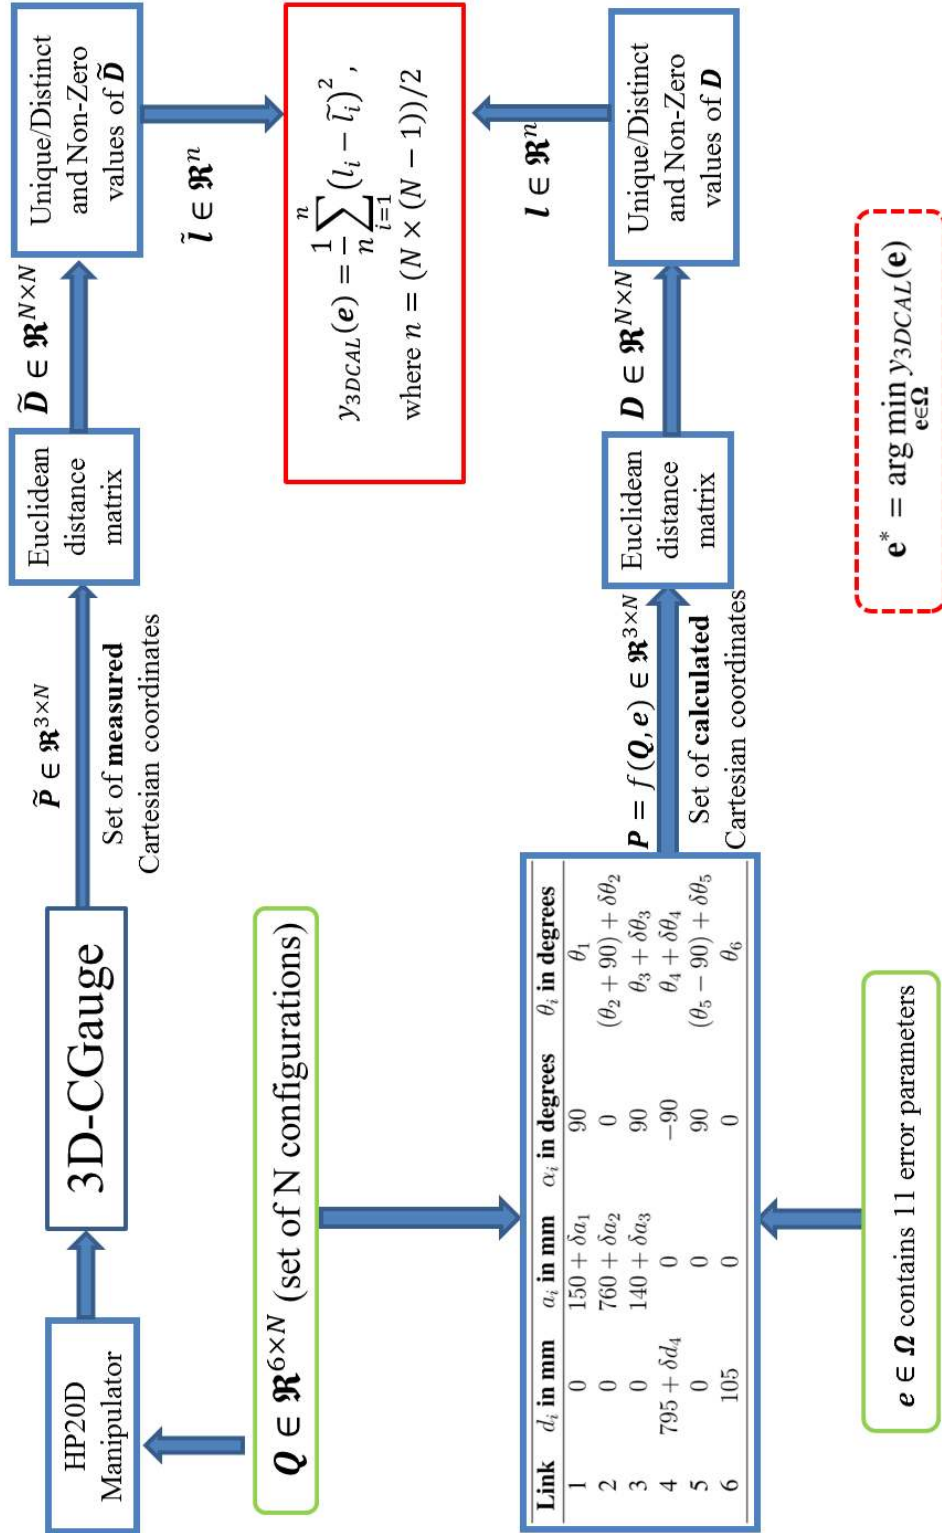 HP20D
Manipulator
3D-CGauge
P̃ ∈ ℜ^{3×N}
Set of measured
Cartesian coordinates
Euclidean
distance
matrix
D̃ ∈ ℜ^{N×N}
Unique/Distinct
and Non-Zero
values of D̃
l̃ ∈ ℜ^n
Q ∈ ℜ^{6×N} (set of N configurations)
y_{3DCAL}(e) = 1/n ∑_{i=1}^{n} (l_i − l̃_i)^2 ,
where n = (N × (N − 1))/2
l ∈ ℜ^n
Link d_i in mm a_i in mm α_i in degrees θ_i in degrees
1 0 150 + δa_1 90 θ_1
2 0 760 + δa_2 0 (θ_2 + 90) + δθ_2
3 0 140 + δa_3 90 θ_3 + δθ_3
4 795 + δd_4 0 −90 θ_4 + δθ_4
5 0 0 90 (θ_5 − 90) + δθ_5
6 105 0 0 θ_6
P = f(Q, e) ∈ ℜ^{3×N}
Set of calculated
Cartesian coordinates
Euclidean
distance
matrix
D ∈ ℜ^{N×N}
Unique/Distinct
and Non-Zero
values of D
e ∈ Ω contains 11 error parameters
e* = arg min y_{3DCAL}(e)
e∈Ω